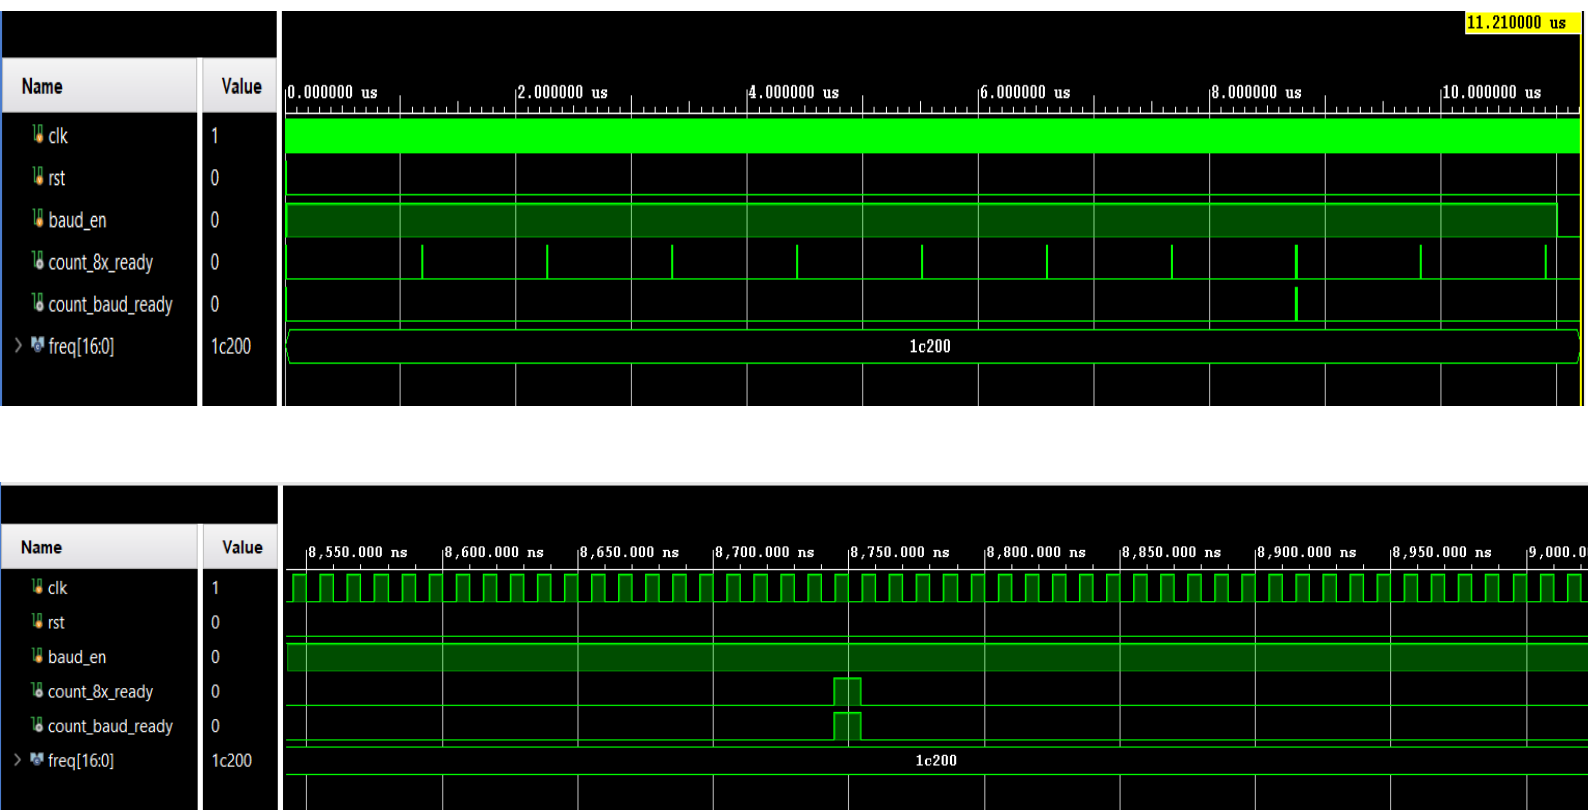 11.210000 us
Name Value
0.000000 us 2.000000 us 4.000000 us 6.000000 us 8.000000 us 10.000000 us
clk 1
rst 0
baud_en 0
count_8x_ready 0
count_baud_ready 0
freq[16:0] 1c200 1c200
Name Value
8,550.000 ns 8,600.000 ns 8,650.000 ns 8,700.000 ns 8,750.000 ns 8,800.000 ns 8,850.000 ns 8,900.000 ns 8,950.000 ns 9,000.0
clk 1
rst 0
baud_en 0
count_8x_ready 0
count_baud_ready 0
freq[16:0] 1c200 1c200